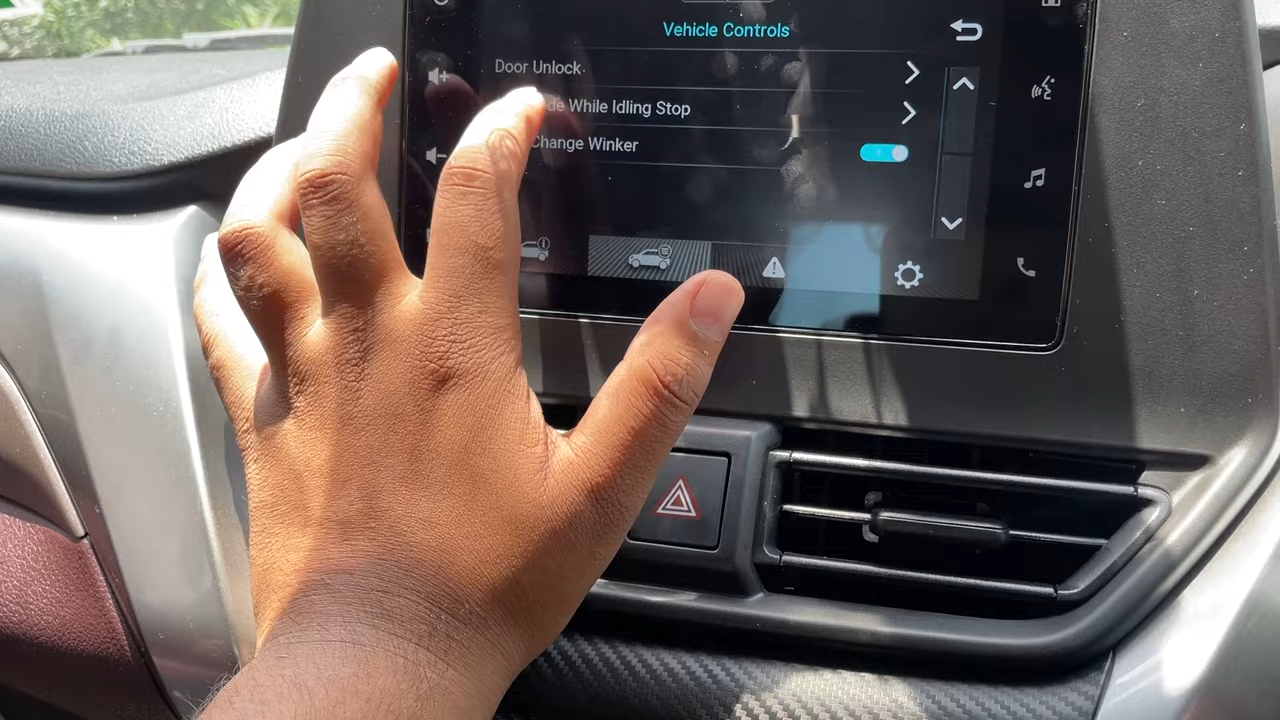 Vehicle Controls
Door Unlock
de While Idling Stop
Change Winker